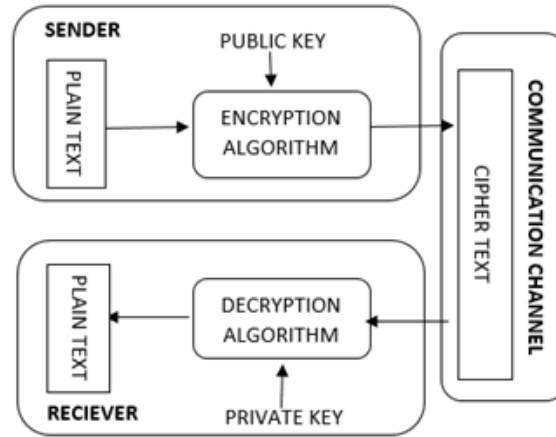 SENDER
PUBLIC KEY
PLAIN TEXT
ENCRYPTION
ALGORITHM
COMMUNICATION CHANNEL
CIPHER TEXT
PLAIN TEXT
DECRYPTION
ALGORITHM
RECIEVER
PRIVATE KEY